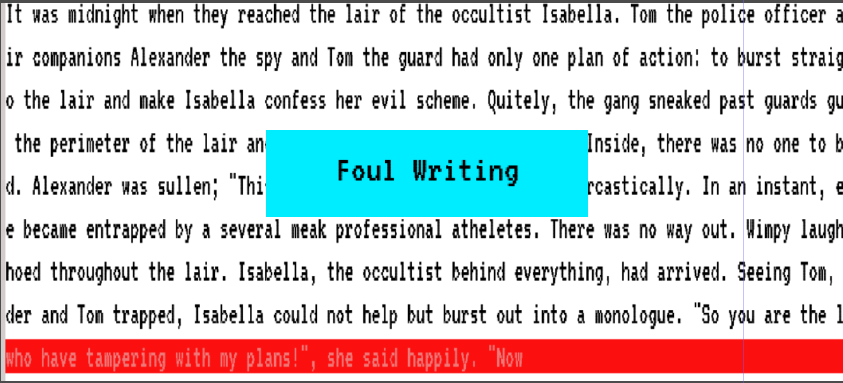 It was midnight when they reached the lair of the occultist Isabella. Tom the police officer a
ir companions Alexander the spy and Tom the guard had only one plan of action: to burst straig
o the lair and make Isabella confess her evil scheme. Quitely, the gang sneaked past guards gu
the perimeter of the lair an Inside, there was no one to b
Foul Writing
d. Alexander was sullen; "Thi rcastically. In an instant, e
e became entrapped by a several meak professional atheletes. There was no way out. Wimpy laugh
hoed throughout the lair. Isabella, the occultist behind everything, had arrived. Seeing Tom,
der and Tom trapped, Isabella could not help but burst out into a monologue. "So you are the l
who have tampering with my plans!", she said happily. "Now